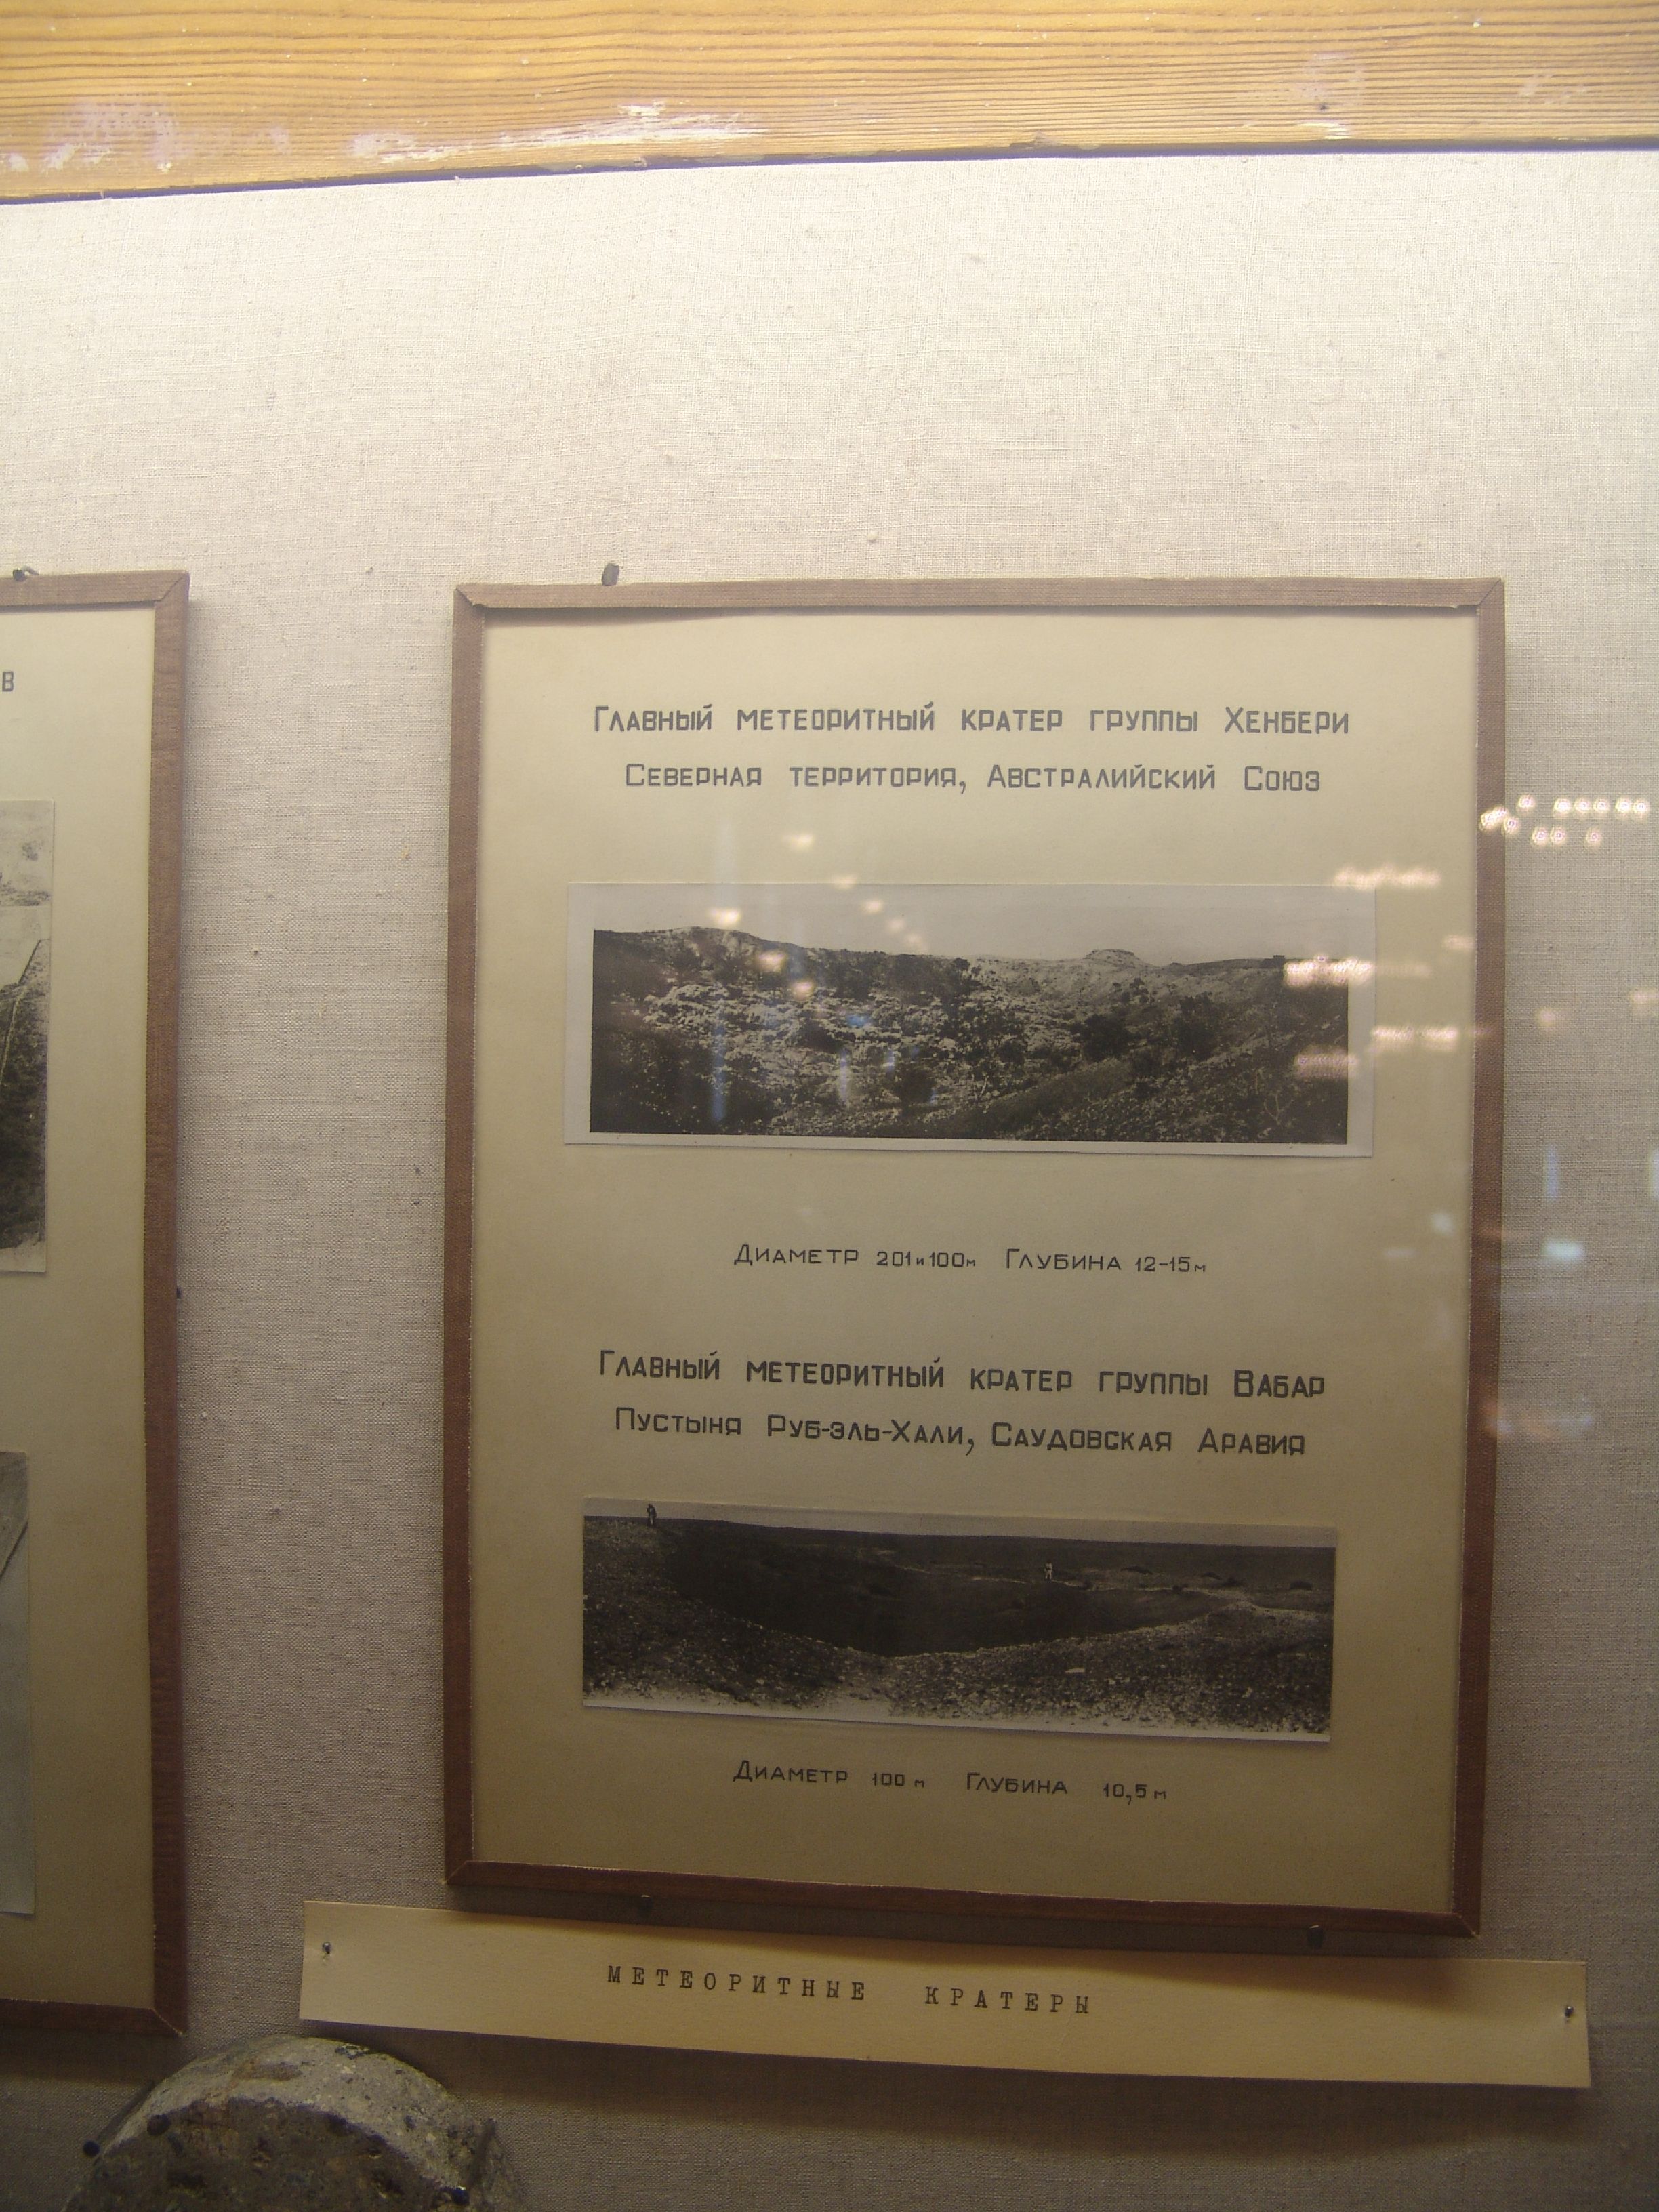 В
Главный метеоритный кратер группы Хенбери
Северная территория, Австралийский Союз
Диаметр 201 и 100 м Глубина 12-15 м
Главный метеоритный кратер группы Вабар
Пустыня Руб-эль-Хали, Саудовская Аравия
Диаметр 100 м Глубина 10,5 м
МЕТЕОРИТНЫЕ КРАТЕРЫ